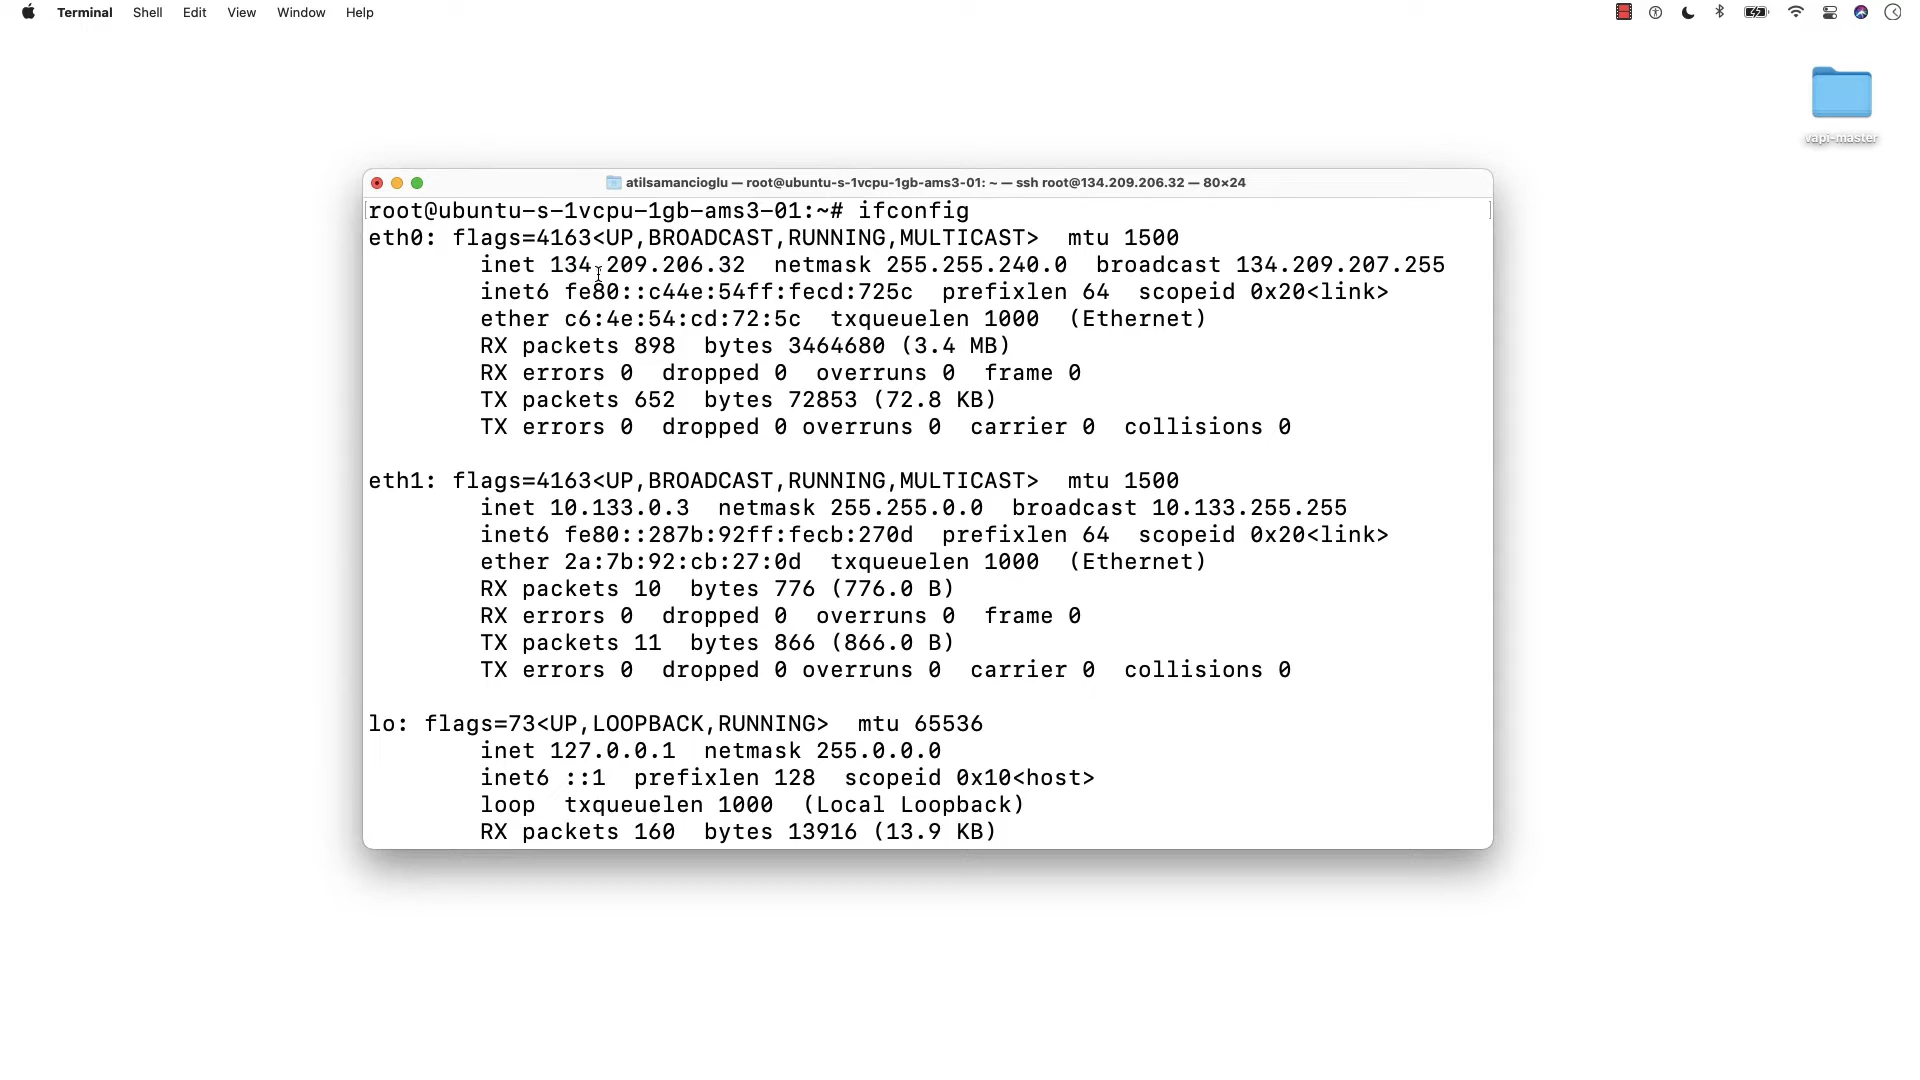 Terminal Shell Edit View Window Help
vapi-master
atilsamancioglu — root@ubuntu-s-1vcpu-1gb-ams3-01: ~ — ssh root@134.209.206.32 — 80×24
root@ubuntu-s-1vcpu-1gb-ams3-01:~# ifconfig
eth0: flags=4163<UP,BROADCAST,RUNNING,MULTICAST>  mtu 1500
        inet 134.209.206.32  netmask 255.255.240.0  broadcast 134.209.207.255
        inet6 fe80::c44e:54ff:fecd:725c  prefixlen 64  scopeid 0x20<link>
        ether c6:4e:54:cd:72:5c  txqueuelen 1000  (Ethernet)
        RX packets 898  bytes 3464680 (3.4 MB)
        RX errors 0  dropped 0  overruns 0  frame 0
        TX packets 652  bytes 72853 (72.8 KB)
        TX errors 0  dropped 0 overruns 0  carrier 0  collisions 0
eth1: flags=4163<UP,BROADCAST,RUNNING,MULTICAST>  mtu 1500
        inet 10.133.0.3  netmask 255.255.0.0  broadcast 10.133.255.255
        inet6 fe80::287b:92ff:fecb:270d  prefixlen 64  scopeid 0x20<link>
        ether 2a:7b:92:cb:27:0d  txqueuelen 1000  (Ethernet)
        RX packets 10  bytes 776 (776.0 B)
        RX errors 0  dropped 0  overruns 0  frame 0
        TX packets 11  bytes 866 (866.0 B)
        TX errors 0  dropped 0 overruns 0  carrier 0  collisions 0
lo: flags=73<UP,LOOPBACK,RUNNING>  mtu 65536
        inet 127.0.0.1  netmask 255.0.0.0
        inet6 ::1  prefixlen 128  scopeid 0x10<host>
        loop  txqueuelen 1000  (Local Loopback)
        RX packets 160  bytes 13916 (13.9 KB)